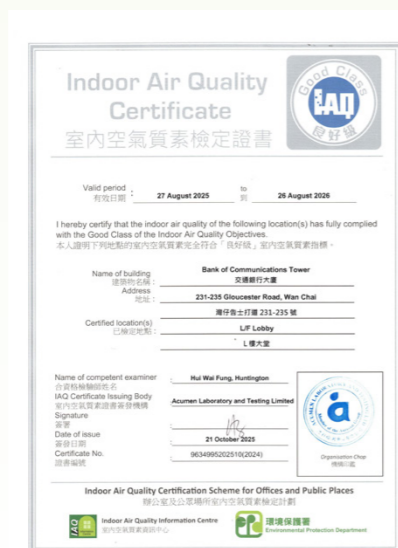 Indoor Air Quality
Certificate
室內空氣質素檢定證書
Good Class
IAQ
良好級
Valid period
有效日期 : 27 August 2025 to 到 26 August 2026
I hereby certify that the indoor air quality of the following location(s) has fully complied
with the Good Class of the Indoor Air Quality Objectives.
本人證明下列地點的室內空氣質素完全符合「良好級」室內空氣質素指標。
Name of building
建築物名稱 : Bank of Communications Tower
交通銀行大廈
Address
地址 : 231-235 Gloucester Road, Wan Chai
灣仔告士打道 231-235 號
Certified location(s)
已檢定地點 : L/F Lobby
L 樓大堂
Name of competent examiner : Hui Wai Fung, Huntington
合資格檢驗師姓名
IAQ Certificate Issuing Body : Acumen Laboratory and Testing Limited
室內空氣質素證書簽發機構
Signature
簽署
Date of issue : 21 October 2025
簽發日期
Certificate No. : 9634995202510(2024)
證書編號
Organisation Chop
機構印鑑
Indoor Air Quality Certification Scheme for Offices and Public Places
辦公室及公眾場所室內空氣質素檢定計劃
IAQ
Indoor Air Quality Information Centre
室內空氣質素資訊中心
環境保護署
Environmental Protection Department